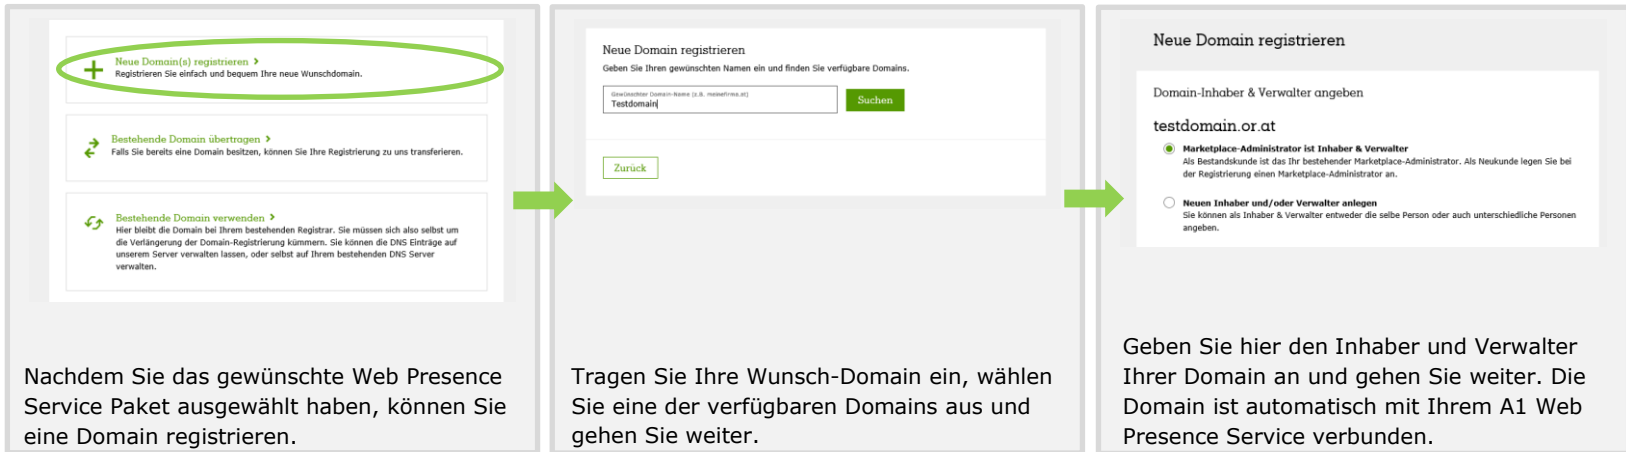 Neue Domain(s) registrieren >
Registrieren Sie einfach und bequem Ihre neue Wunschdomain.
Bestehende Domain übertragen >
Falls Sie bereits eine Domain besitzen, können Sie Ihre Registrierung zu uns transferieren.
Bestehende Domain verwenden >
Hier bleibt die Domain bei Ihrem bestehenden Registrar. Sie müssen sich also selbst um
die Verlängerung der Domain-Registrierung kümmern. Sie können die DNS Einträge auf
unserem Server verwalten lassen, oder selbst auf Ihrem bestehenden DNS Server
verwalten.
Nachdem Sie das gewünschte Web Presence
Service Paket ausgewählt haben, können Sie
eine Domain registrieren.
Neue Domain registrieren
Geben Sie Ihren gewünschten Namen ein und finden Sie verfügbare Domains.
Gewünschter Domain-Name (z.B. meinefirma.at)
Testdomain
Suchen
Zurück
Tragen Sie Ihre Wunsch-Domain ein, wählen
Sie eine der verfügbaren Domains aus und
gehen Sie weiter.
Neue Domain registrieren
Domain-Inhaber & Verwalter angeben
testdomain.or.at
Marketplace-Administrator ist Inhaber & Verwalter
Als Bestandskunde ist das Ihr bestehender Marketplace-Administrator. Als Neukunde legen Sie bei
der Registrierung einen Marketplace-Administrator an.
Neuen Inhaber und/oder Verwalter anlegen
Sie können als Inhaber & Verwalter entweder die selbe Person oder auch unterschiedliche Personen
angeben.
Geben Sie hier den Inhaber und Verwalter
Ihrer Domain an und gehen Sie weiter. Die
Domain ist automatisch mit Ihrem A1 Web
Presence Service verbunden.